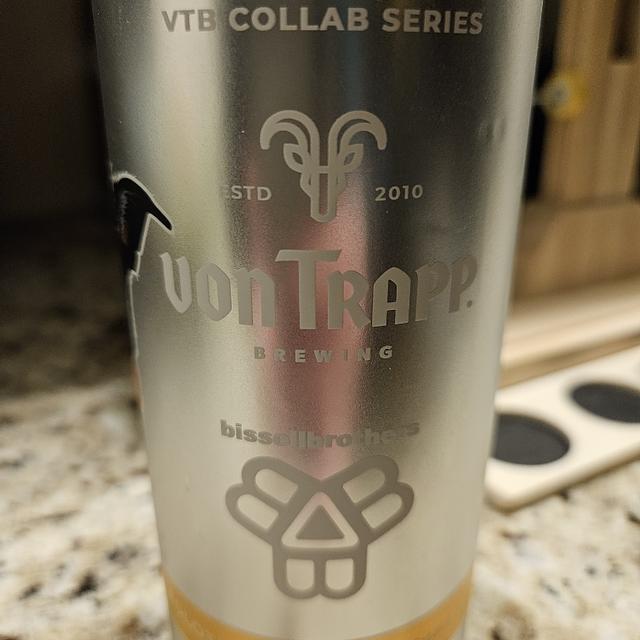 VTB COLLAB SERIES
ESTD 2010
VON TRAPP
BREWING
bissellbrothers